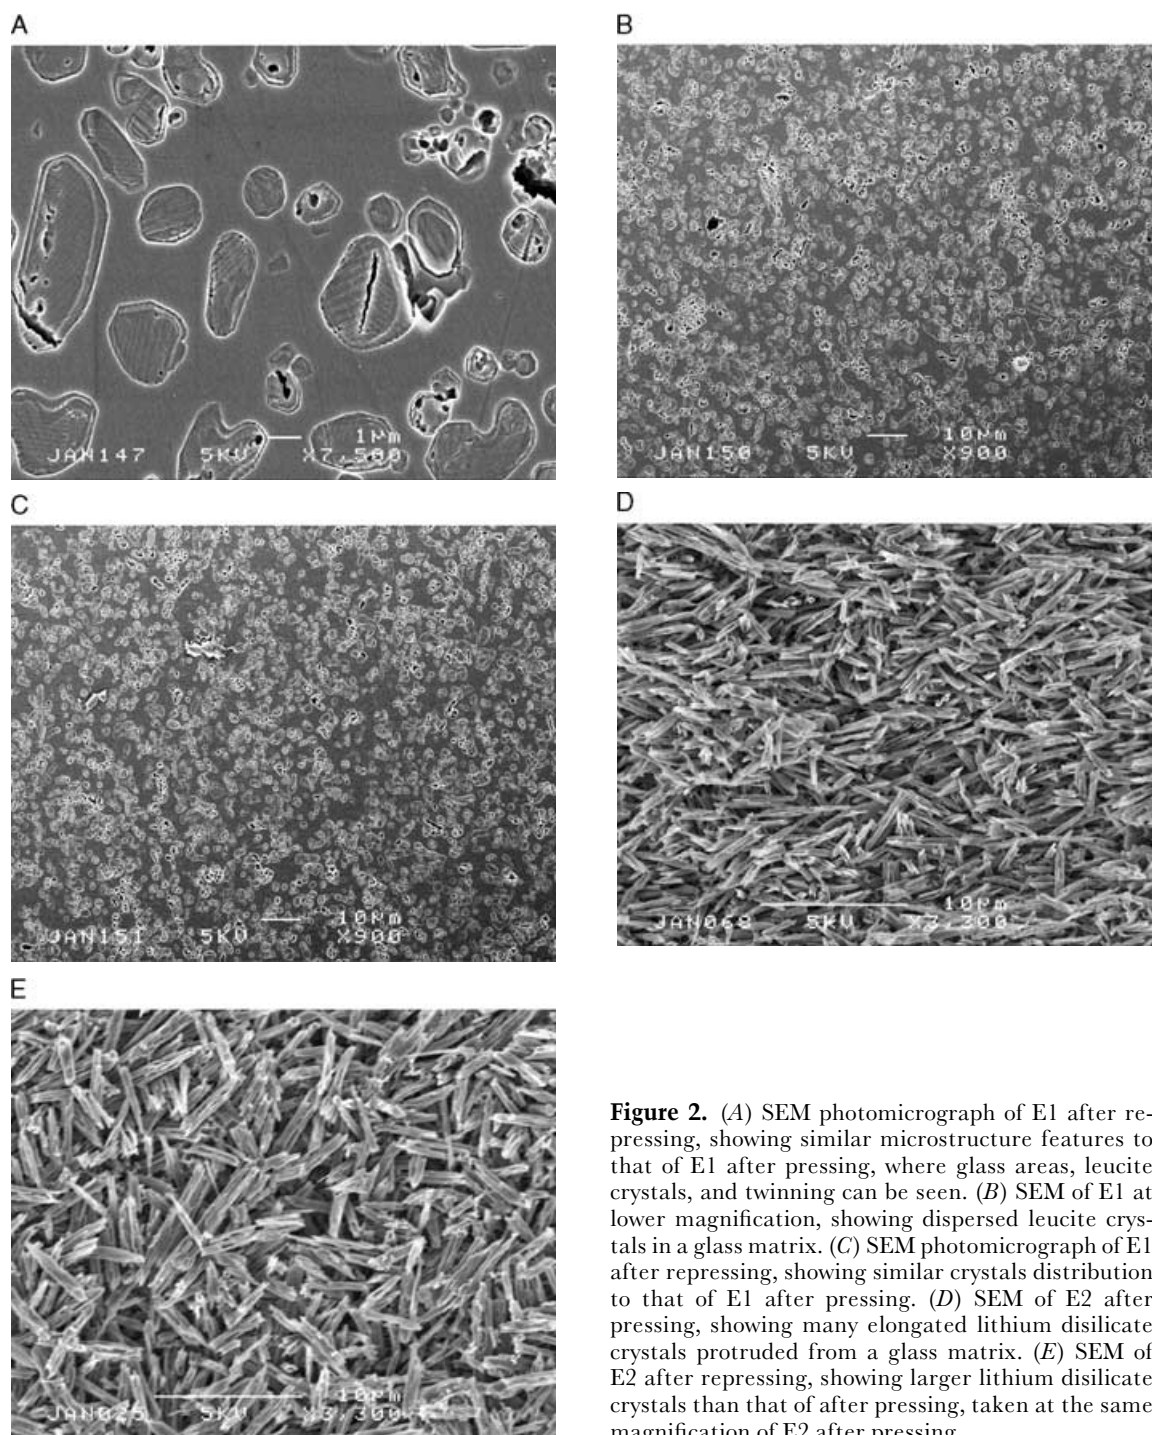 A
B
JAN147 5KV X7,500 1µm
JAN150 5KV X900 10µm
C
D
JAN151 5KV X900 10µm
JAN068 5KV X3,300 10µm
E
JAN025 5KV X3,300 10µm
Figure 2. (A) SEM photomicrograph of E1 after re-
pressing, showing similar microstructure features to
that of E1 after pressing, where glass areas, leucite
crystals, and twinning can be seen. (B) SEM of E1 at
lower magnification, showing dispersed leucite crys-
tals in a glass matrix. (C) SEM photomicrograph of E1
after repressing, showing similar crystals distribution
to that of E1 after pressing. (D) SEM of E2 after
pressing, showing many elongated lithium disilicate
crystals protruded from a glass matrix. (E) SEM of
E2 after repressing, showing larger lithium disilicate
crystals than that of after pressing, taken at the same
magnification of E2 after pressing.